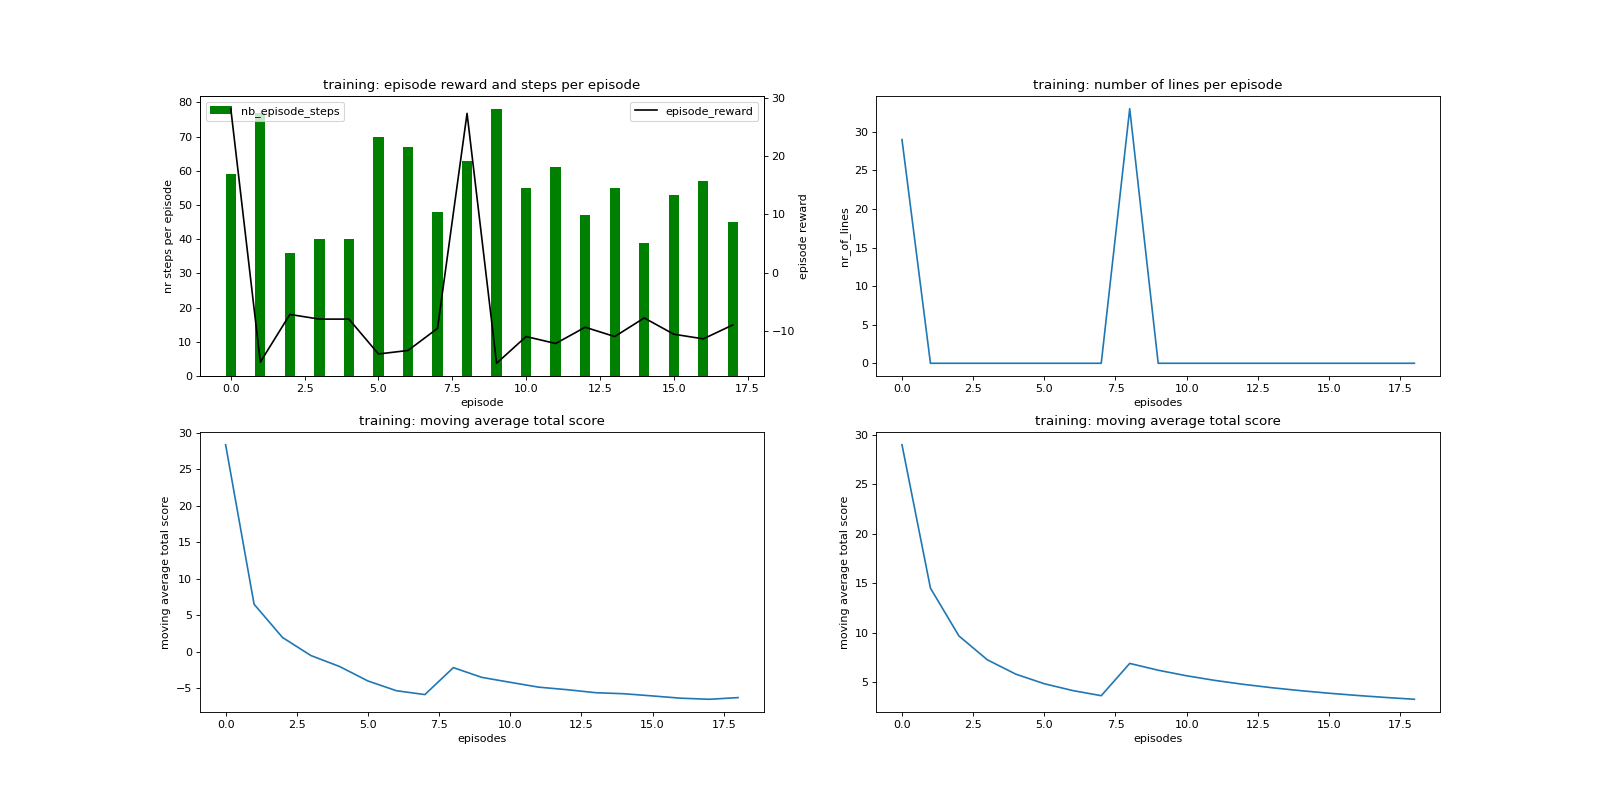 training: episode reward and steps per episode
nb_episode_steps
episode_reward
80
70
60
50
40
30
20
10
0
nr steps per episode
30
20
10
0
−10
episode reward
0.0 2.5 5.0 7.5 10.0 12.5 15.0 17.5
episode
training: number of lines per episode
30
25
20
15
10
5
0
nr_of_lines
0.0 2.5 5.0 7.5 10.0 12.5 15.0 17.5
episodes
training: moving average total score
30
25
20
15
10
5
0
−5
moving average total score
0.0 2.5 5.0 7.5 10.0 12.5 15.0 17.5
episodes
training: moving average total score
30
25
20
15
10
5
moving average total score
0.0 2.5 5.0 7.5 10.0 12.5 15.0 17.5
episodes